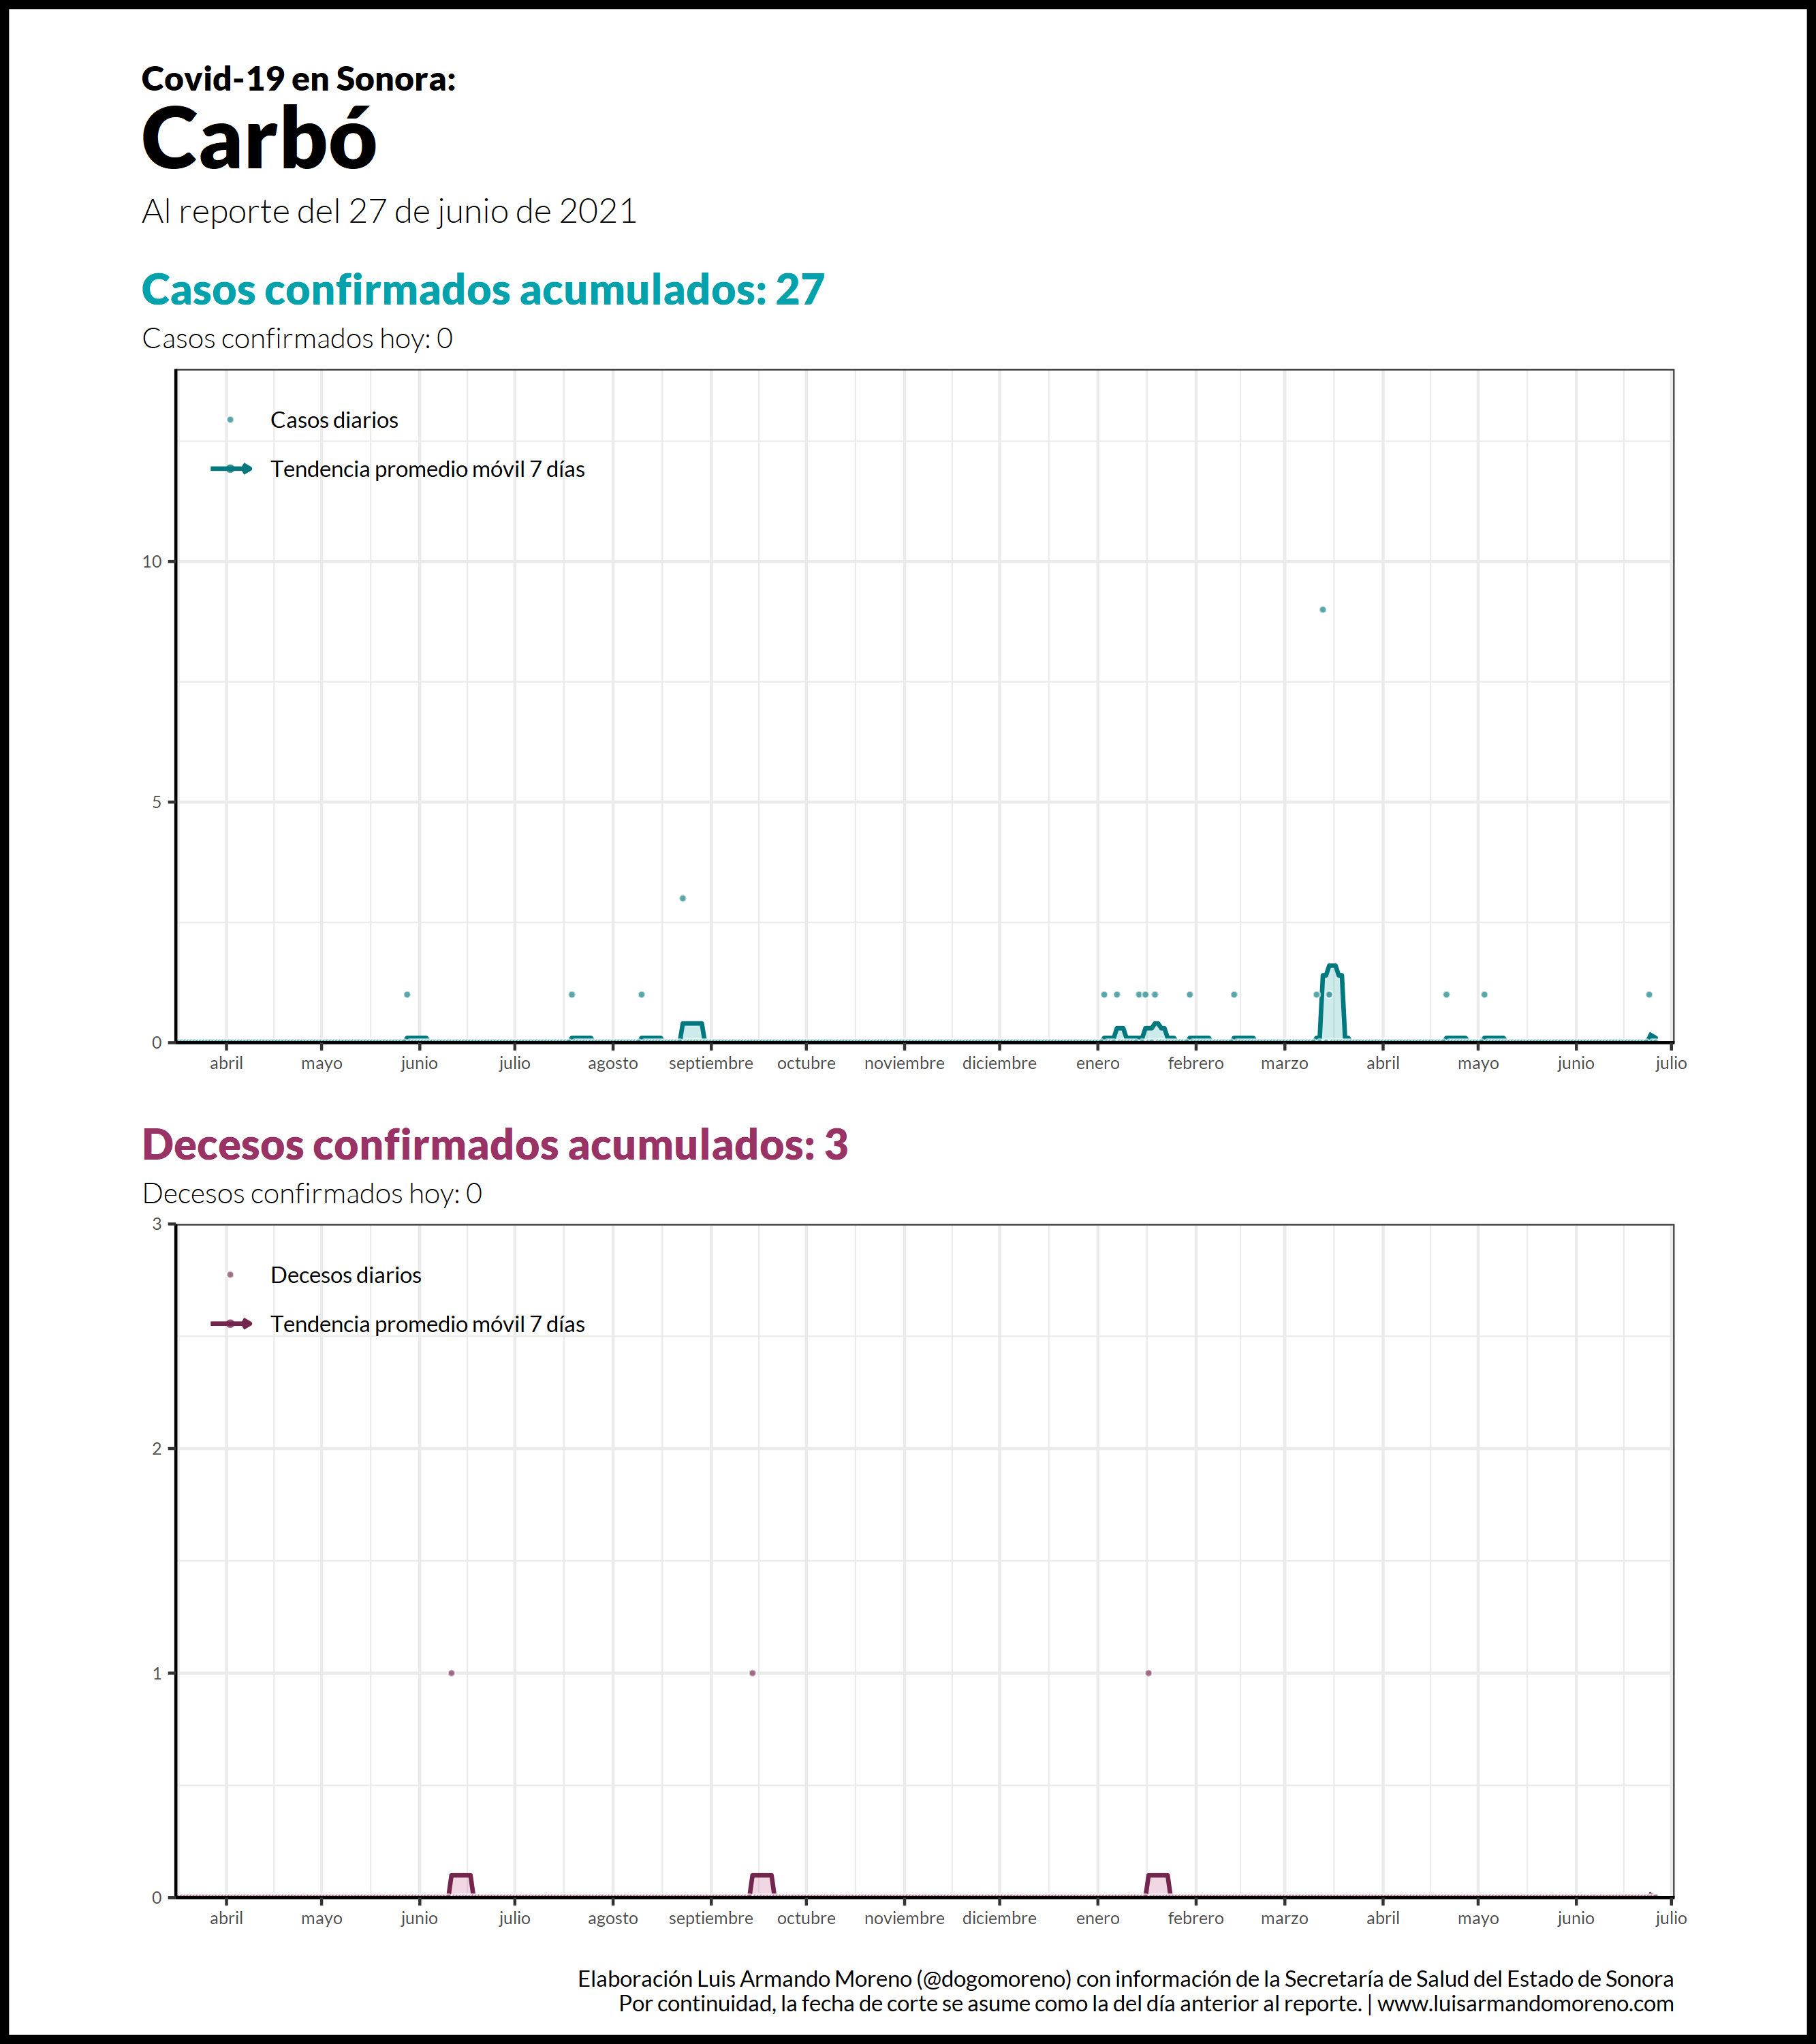 Covid-19 en Sonora:
Carbó
Al reporte del 27 de junio de 2021
Casos confirmados acumulados: 27
Casos confirmados hoy: 0
Casos diarios
Tendencia promedio móvil 7 días
10
5
0
abril mayo junio julio agosto septiembre octubre noviembre diciembre enero febrero marzo abril mayo junio julio
Decesos confirmados acumulados: 3
Decesos confirmados hoy: 0
3
Decesos diarios
Tendencia promedio móvil 7 días
2
1
0
abril mayo junio julio agosto septiembre octubre noviembre diciembre enero febrero marzo abril mayo junio julio
Elaboración Luis Armando Moreno (@dogomoreno) con información de la Secretaría de Salud del Estado de Sonora
Por continuidad, la fecha de corte se asume como la del día anterior al reporte. | www.luisarmandomoreno.com